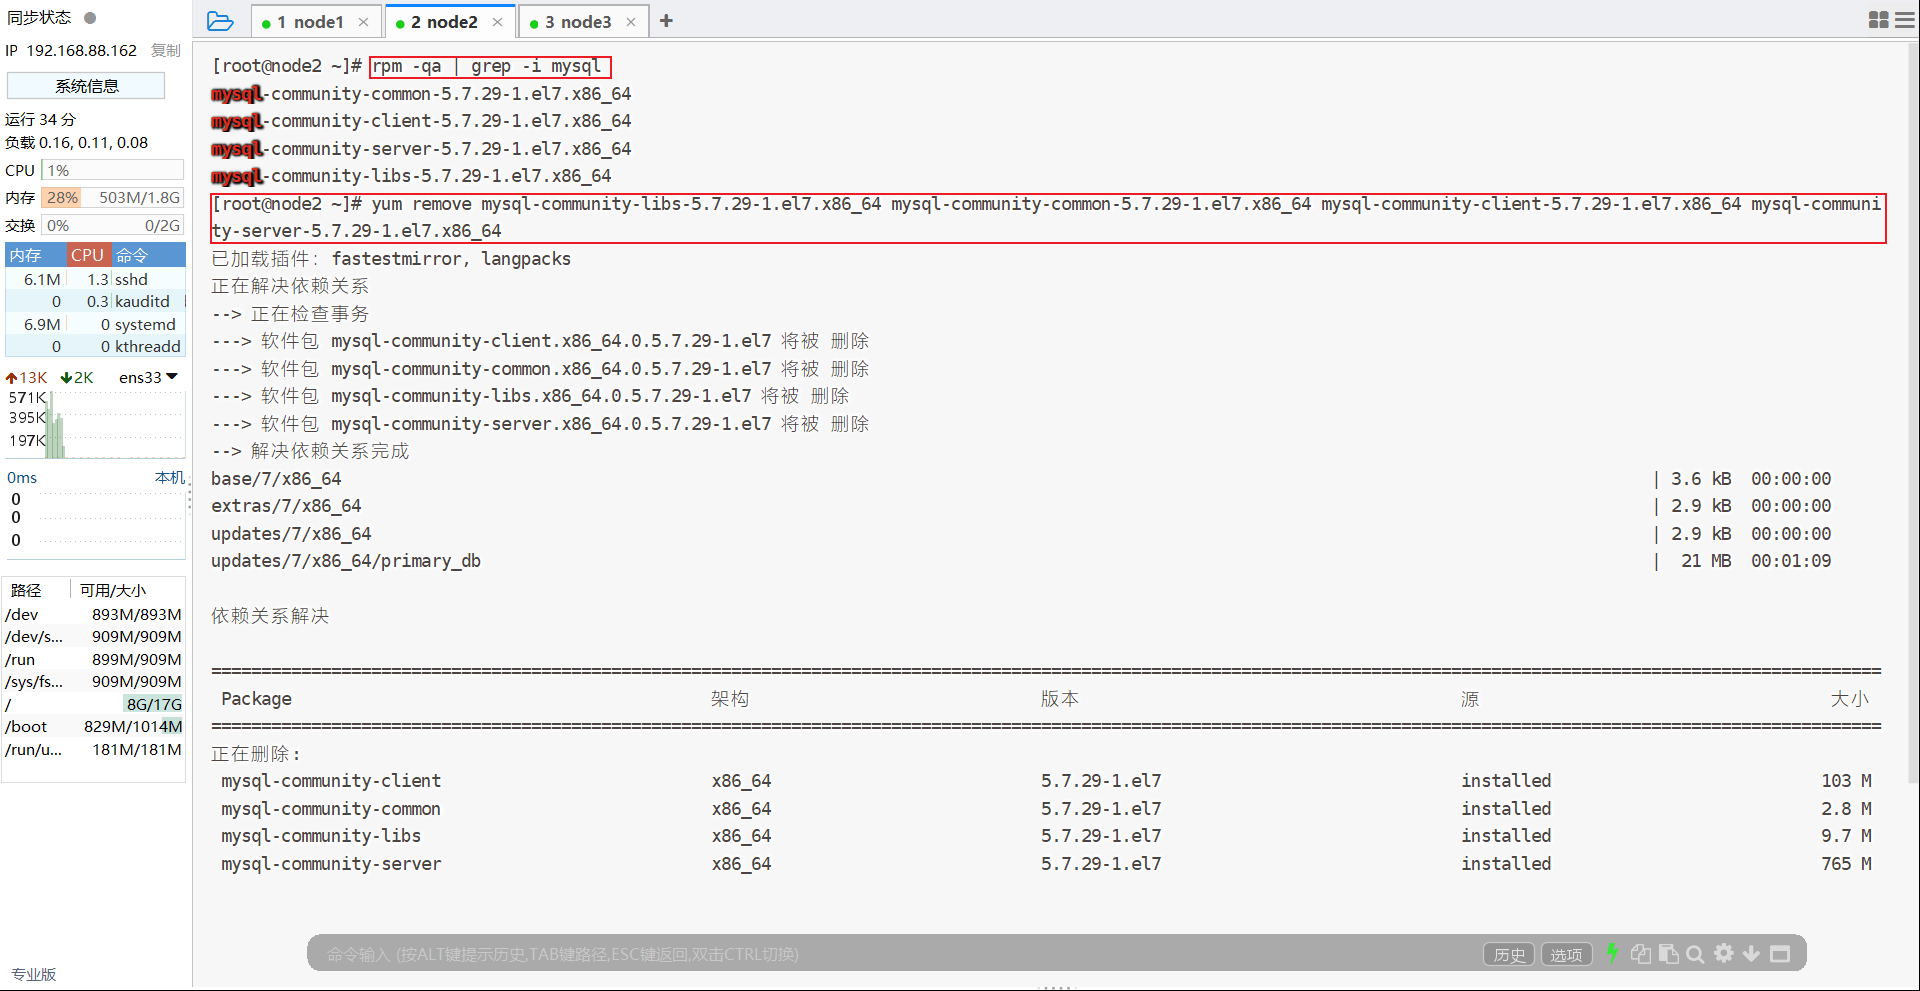 同步状态
IP 192.168.88.162 复制
系统信息
运行 34 分
负载 0.16, 0.11, 0.08
CPU 1%
内存 28% 503M/1.8G
交换 0% 0/2G
内存 CPU 命令
6.1M 1.3 sshd
0 0.3 kauditd
6.9M 0 systemd
0 0 kthreadd
13K 2K ens33
571K
395K
197K
0ms 本机
0
0
0
路径 可用/大小
/dev 893M/893M
/dev/s... 909M/909M
/run 899M/909M
/sys/fs... 909M/909M
/ 8G/17G
/boot 829M/1014M
/run/u... 181M/181M
专业版
1 node1
2 node2
3 node3
[root@node2 ~]# rpm -qa | grep -i mysql
mysql-community-common-5.7.29-1.el7.x86_64
mysql-community-client-5.7.29-1.el7.x86_64
mysql-community-server-5.7.29-1.el7.x86_64
mysql-community-libs-5.7.29-1.el7.x86_64
[root@node2 ~]# yum remove mysql-community-libs-5.7.29-1.el7.x86_64 mysql-community-common-5.7.29-1.el7.x86_64 mysql-community-client-5.7.29-1.el7.x86_64 mysql-communi
ty-server-5.7.29-1.el7.x86_64
已加载插件: fastestmirror, langpacks
正在解决依赖关系
--> 正在检查事务
---> 软件包 mysql-community-client.x86_64.0.5.7.29-1.el7 将被 删除
---> 软件包 mysql-community-common.x86_64.0.5.7.29-1.el7 将被 删除
---> 软件包 mysql-community-libs.x86_64.0.5.7.29-1.el7 将被 删除
---> 软件包 mysql-community-server.x86_64.0.5.7.29-1.el7 将被 删除
--> 解决依赖关系完成
base/7/x86_64 | 3.6 kB 00:00:00
extras/7/x86_64 | 2.9 kB 00:00:00
updates/7/x86_64 | 2.9 kB 00:00:00
updates/7/x86_64/primary_db | 21 MB 00:01:09
依赖关系解决
Package 架构 版本 源 大小
正在删除:
mysql-community-client x86_64 5.7.29-1.el7 installed 103 M
mysql-community-common x86_64 5.7.29-1.el7 installed 2.8 M
mysql-community-libs x86_64 5.7.29-1.el7 installed 9.7 M
mysql-community-server x86_64 5.7.29-1.el7 installed 765 M
命令输入 (按ALT键提示历史,TAB键路径,ESC键返回,双击CTRL切换) 历史 选项